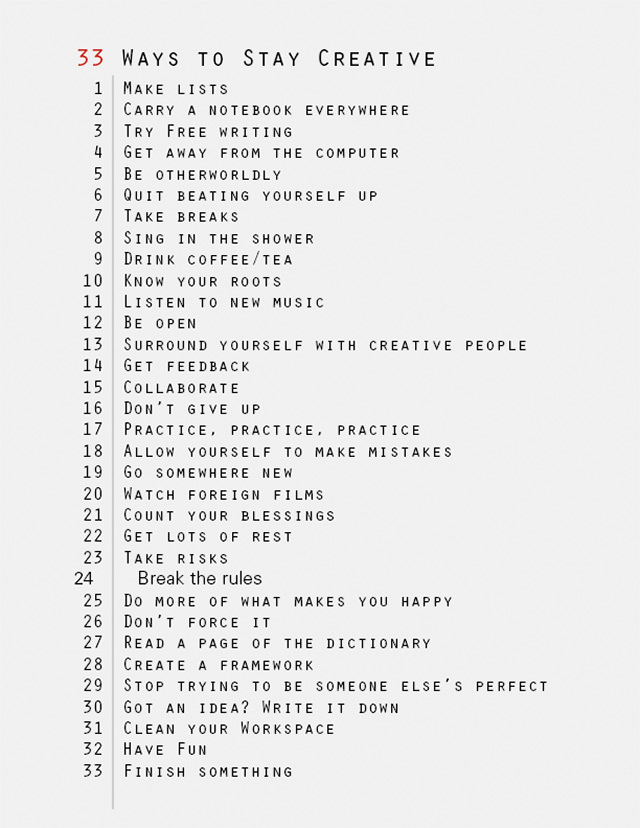 33 Ways to Stay Creative
1 Make lists
2 Carry a notebook everywhere
3 Try Free writing
4 Get away from the computer
5 Be otherworldly
6 Quit beating yourself up
7 Take breaks
8 Sing in the shower
9 Drink coffee/tea
10 Know your roots
11 Listen to new music
12 Be open
13 Surround yourself with creative people
14 Get feedback
15 Collaborate
16 Don't give up
17 Practice, practice, practice
18 Allow yourself to make mistakes
19 Go somewhere new
20 Watch foreign films
21 Count your blessings
22 Get lots of rest
23 Take risks
24 Break the rules
25 Do more of what makes you happy
26 Don't force it
27 Read a page of the dictionary
28 Create a framework
29 Stop trying to be someone else's perfect
30 Got an idea? Write it down
31 Clean your Workspace
32 Have Fun
33 Finish something